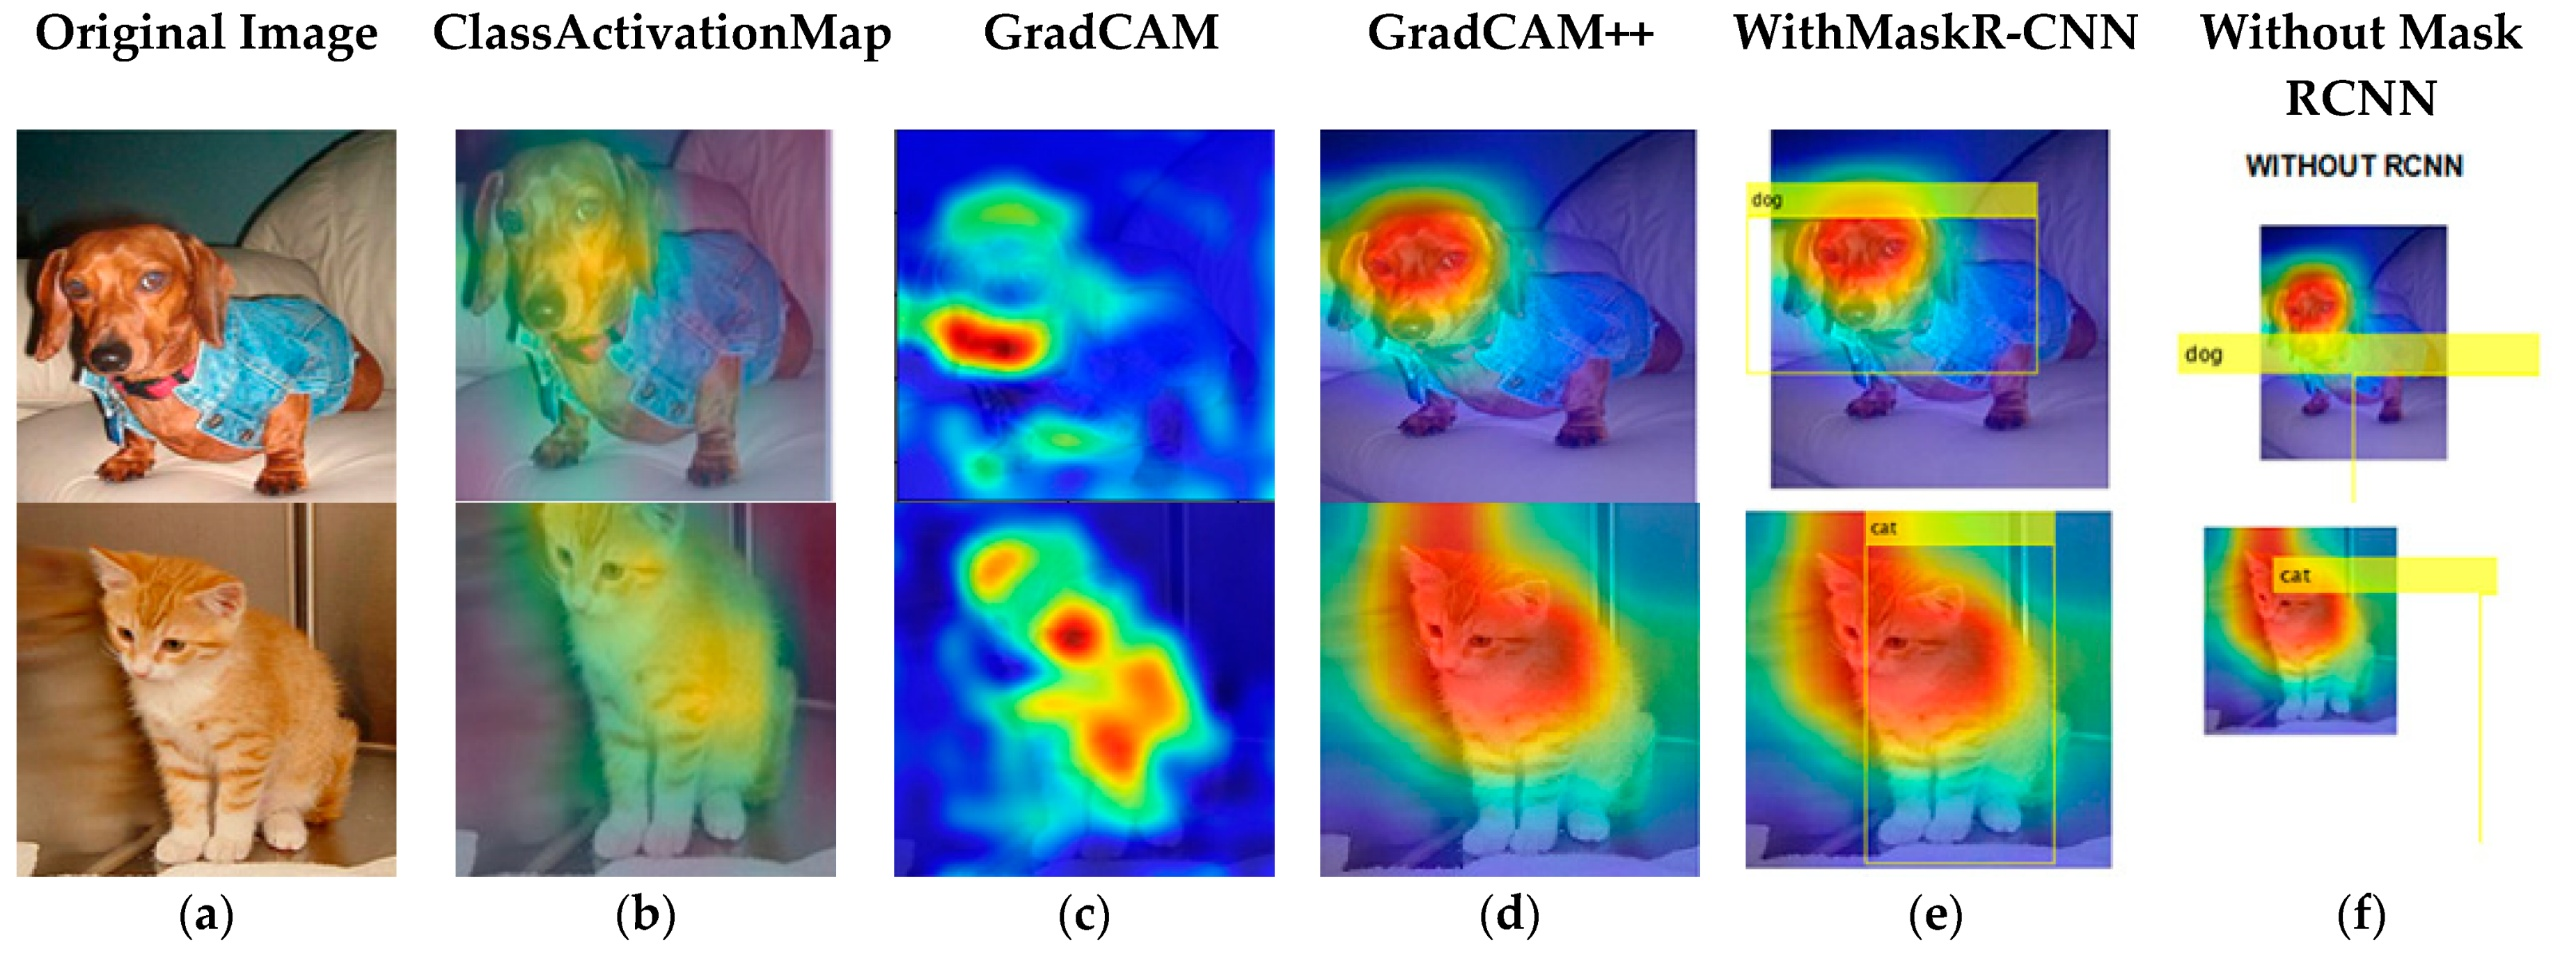 Original Image
ClassActivationMap
GradCAM
GradCAM++
WithMaskR-CNN
Without Mask
RCNN
WITHOUT RCNN
dog
dog
cat
cat
(a)
(b)
(c)
(d)
(e)
(f)